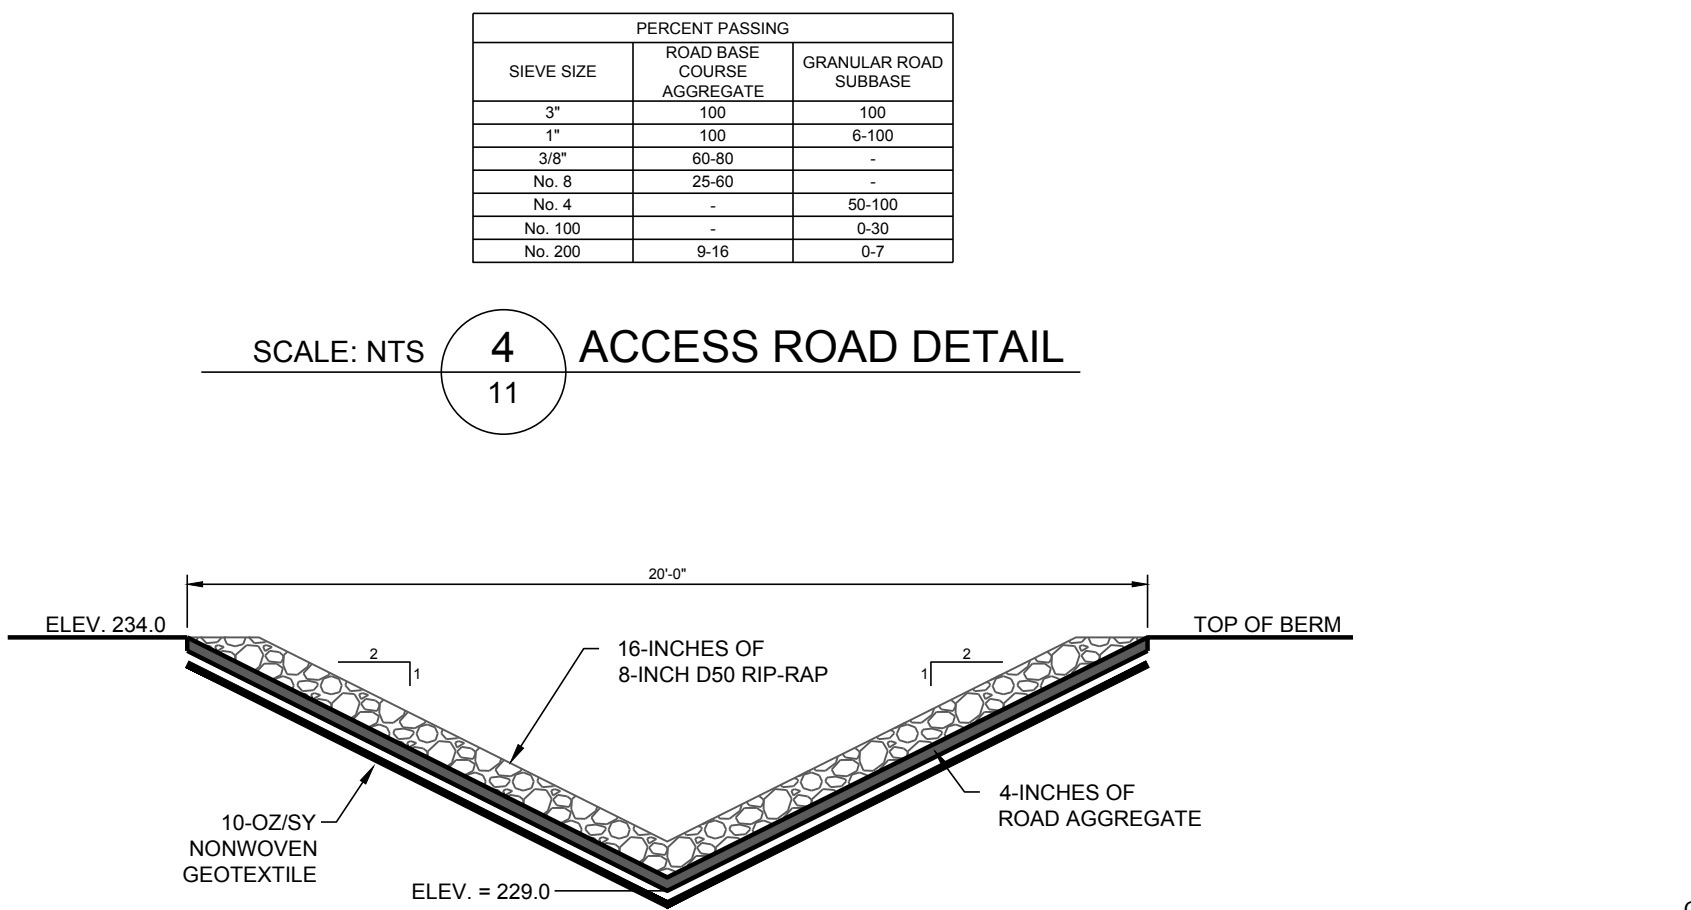 PERCENT PASSING
SIEVE SIZE
ROAD BASE
COURSE
AGGREGATE
GRANULAR ROAD
SUBBASE
3" 100 100
1" 100 6-100
3/8" 60-80 -
No. 8 25-60 -
No. 4 - 50-100
No. 100 - 0-30
No. 200 9-16 0-7
SCALE: NTS 4 ACCESS ROAD DETAIL
11
20'-0"
ELEV. 234.0
TOP OF BERM
2
1
16-INCHES OF
8-INCH D50 RIP-RAP
2
1
10-OZ/SY
NONWOVEN
GEOTEXTILE
4-INCHES OF
ROAD AGGREGATE
ELEV. = 229.0